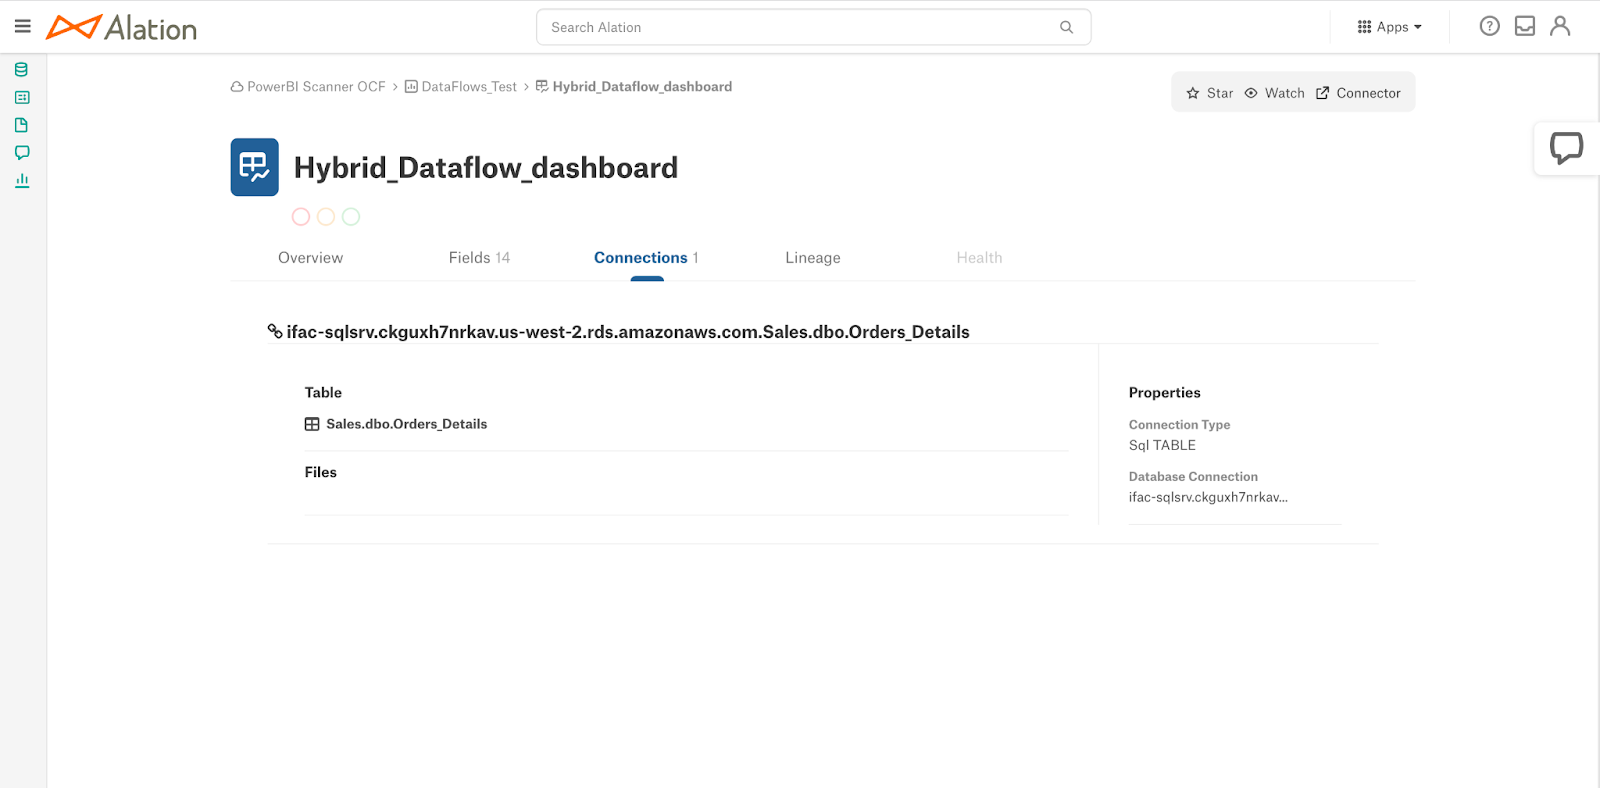 Alation
Search Alation
Apps
PowerBI Scanner OCF > DataFlows_Test > Hybrid_Dataflow_dashboard
Star Watch Connector
Hybrid_Dataflow_dashboard
Overview Fields 14 Connections 1 Lineage Health
ifac-sqlsrv.ckguxh7nrkav.us-west-2.rds.amazonaws.com.Sales.dbo.Orders_Details
Table
Sales.dbo.Orders_Details
Files
Properties
Connection Type
Sql TABLE
Database Connection
ifac-sqlsrv.ckguxh7nrkav...